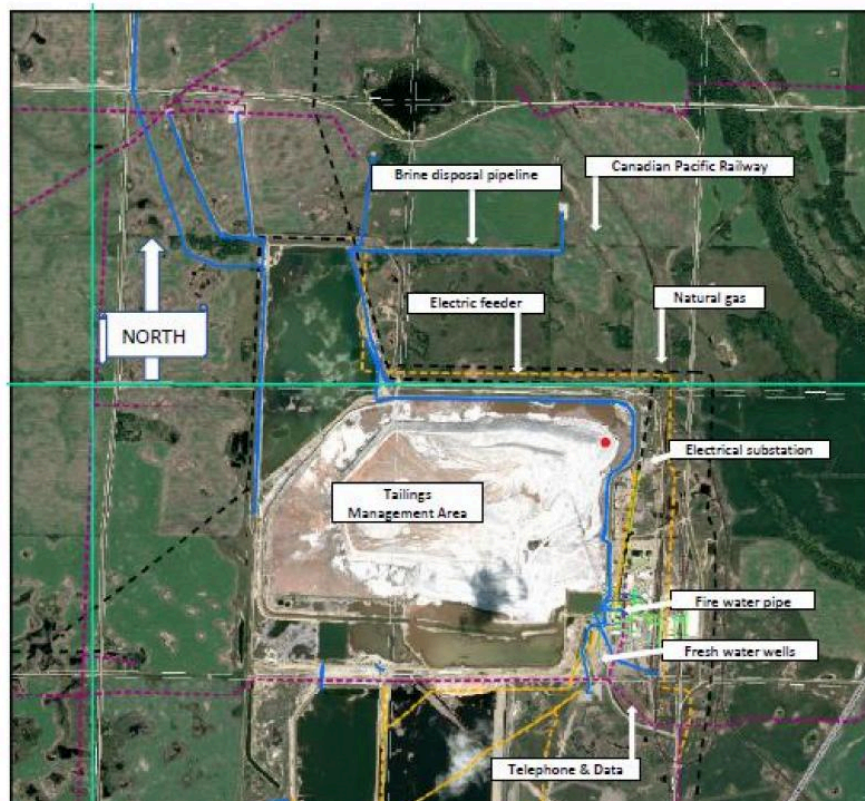 Brine disposal pipeline
Canadian Pacific Railway
Electric feeder
Natural gas
NORTH
Electrical substation
Tailings
Management Area
Fire water pipe
Fresh water wells
Telephone & Data